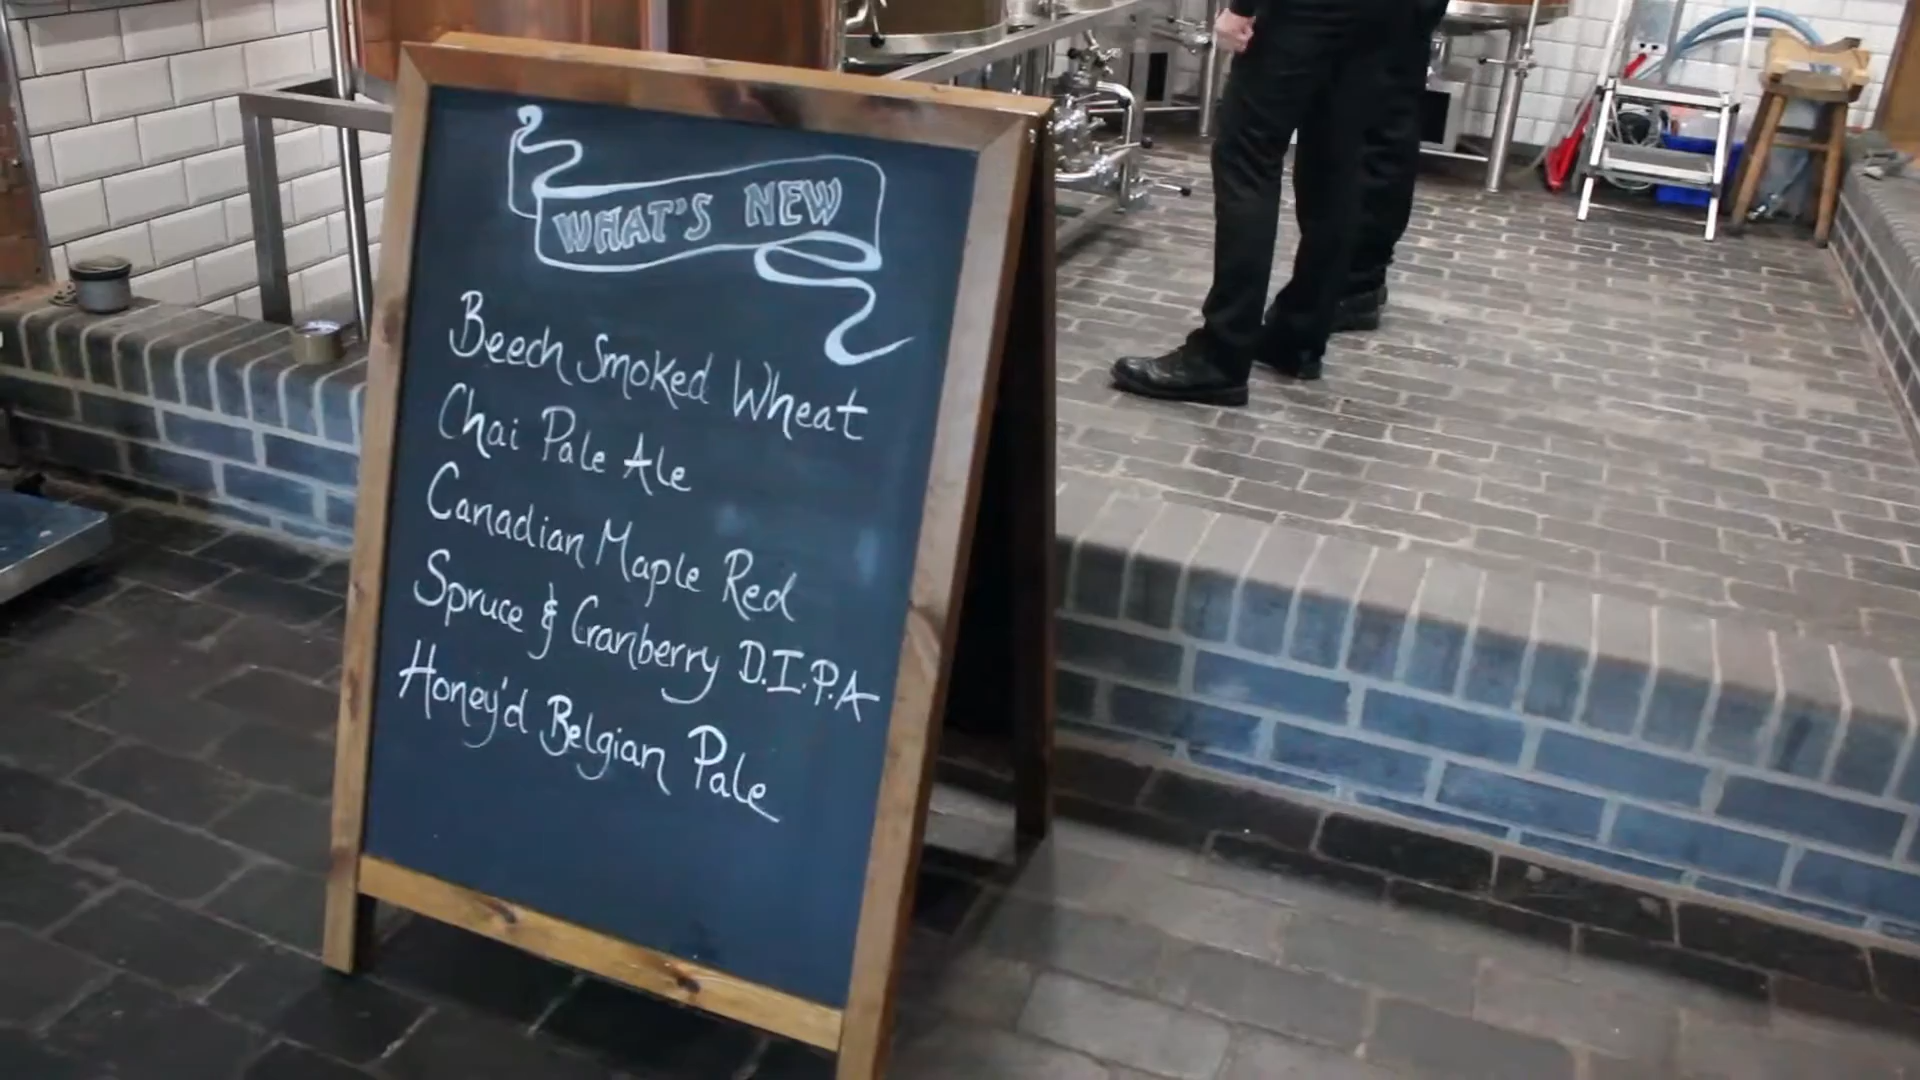 WHAT'S NEW
Beech Smoked Wheat
Chai Pale Ale
Canadian Maple Red
Spruce & Cranberry D.I.P.A
Honey'd Belgian Pale